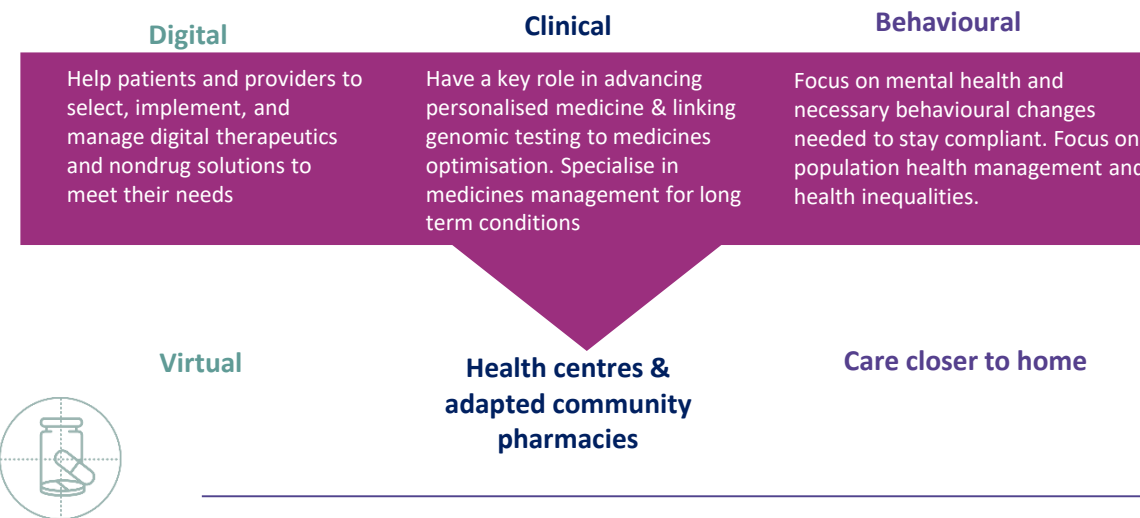 Digital
Clinical
Behavioural
Help patients and providers to
select, implement, and
manage digital therapeutics
and nondrug solutions to
meet their needs
Have a key role in advancing
personalised medicine & linking
genomic testing to medicines
optimisation. Specialise in
medicines management for long
term conditions
Focus on mental health and
necessary behavioural changes
needed to stay compliant. Focus on
population health management and
health inequalities.
Virtual
Health centres &
adapted community
pharmacies
Care closer to home